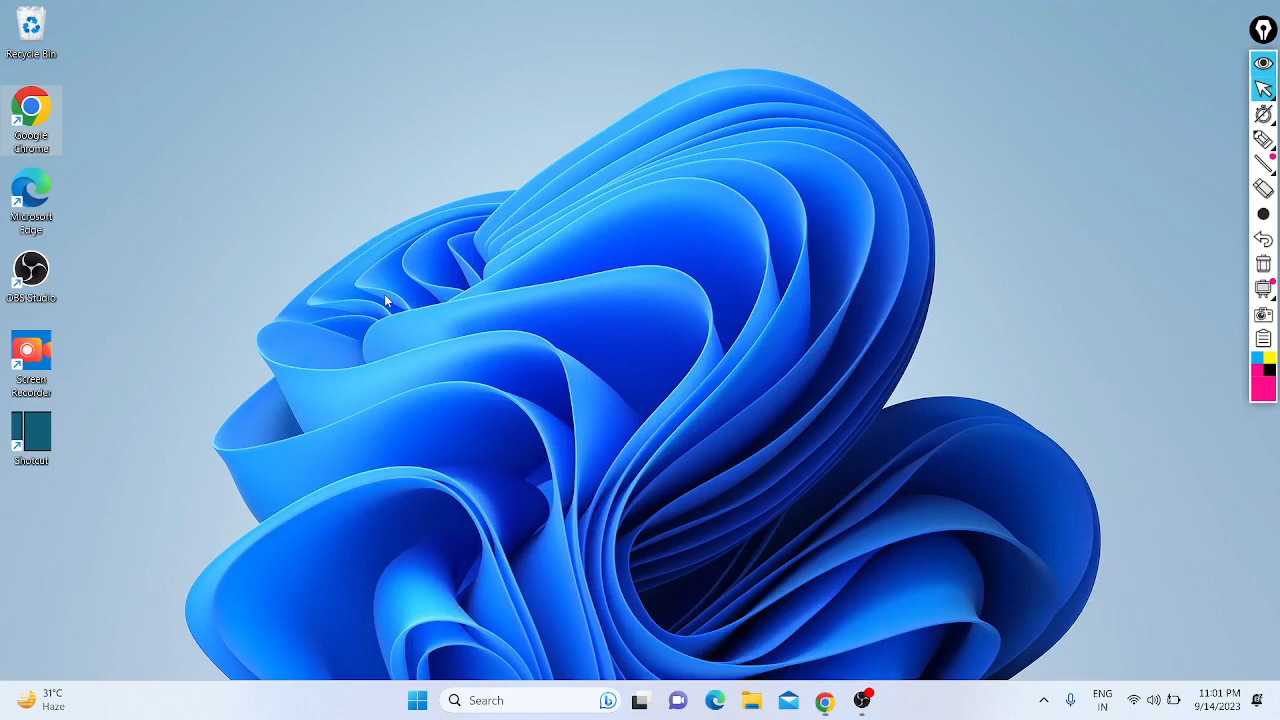 Recycle Bin
Google
Chrome
Microsoft
Edge
OBS Studio
Screen
Recorder
Shotcut
31°C
Haze
Search
ENG
IN
11:01 PM
9/14/2023